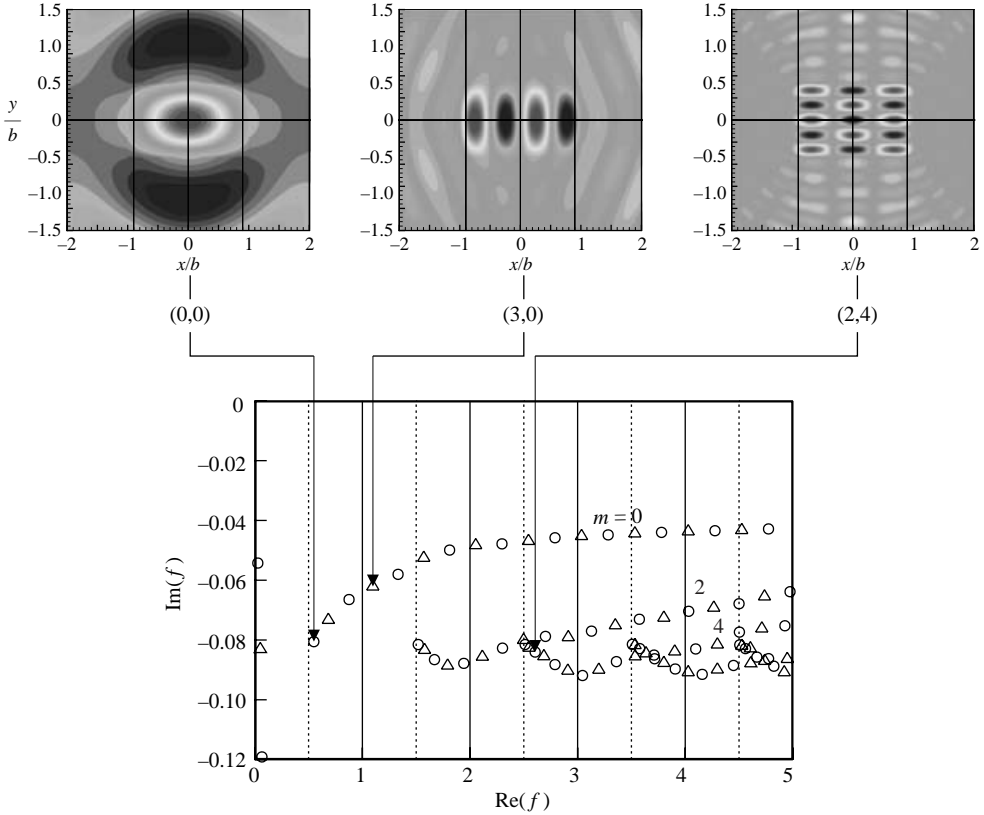 1.5 1.5 1.5
1.0 1.0 1.0
0.5 0.5 0.5
y
b
0 0 0
−0.5 −0.5 −0.5
−1.0 −1.0 −1.0
−1.5 −1.5 −1.5
−2 −1 0 1 2 −2 −1 0 1 2 −2 −1 0 1 2
x/b x/b x/b
(0,0) (3,0) (2,4)
0
−0.02
−0.04
m = 0
Im(f)
−0.06
2
4
−0.08
−0.10
−0.12
0 1 2 3 4 5
Re(f)